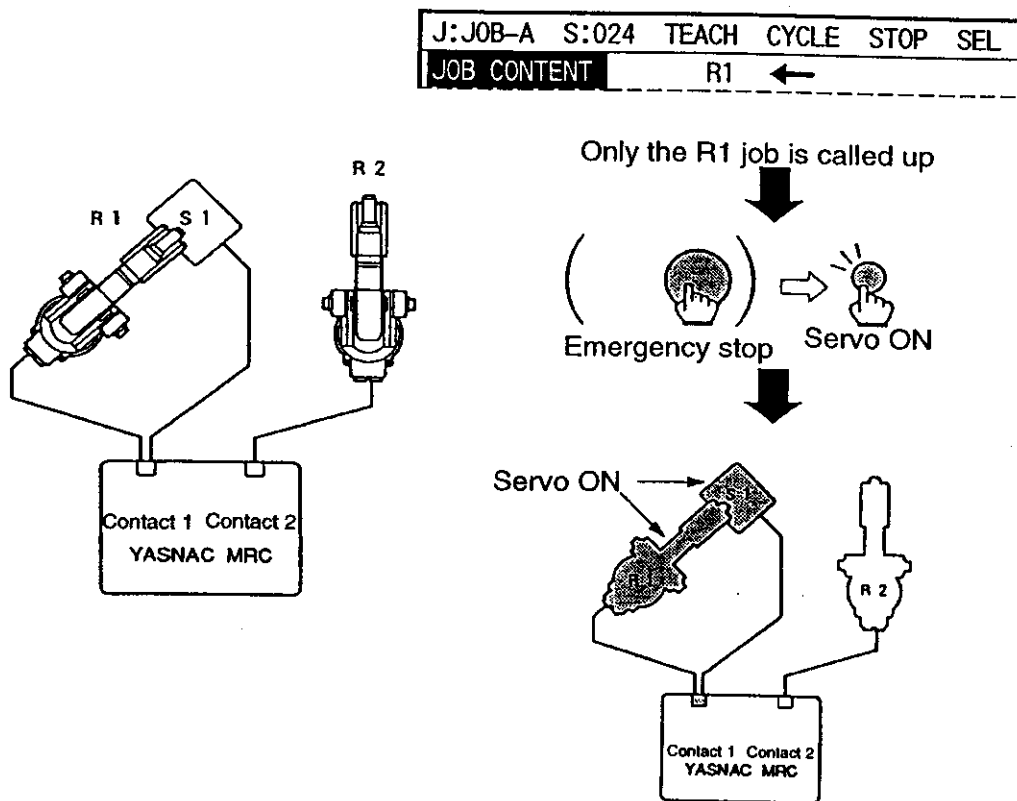 J:JOB-A S:024 TEACH CYCLE STOP SEL
JOB CONTENT R1
Only the R1 job is called up
R 1
S 1
R 2
Emergency stop
Servo ON
Contact 1 Contact 2
YASNAC MRC
Servo ON
S 1
R 1
R 2
Contact 1 Contact 2
YASNAC MRC